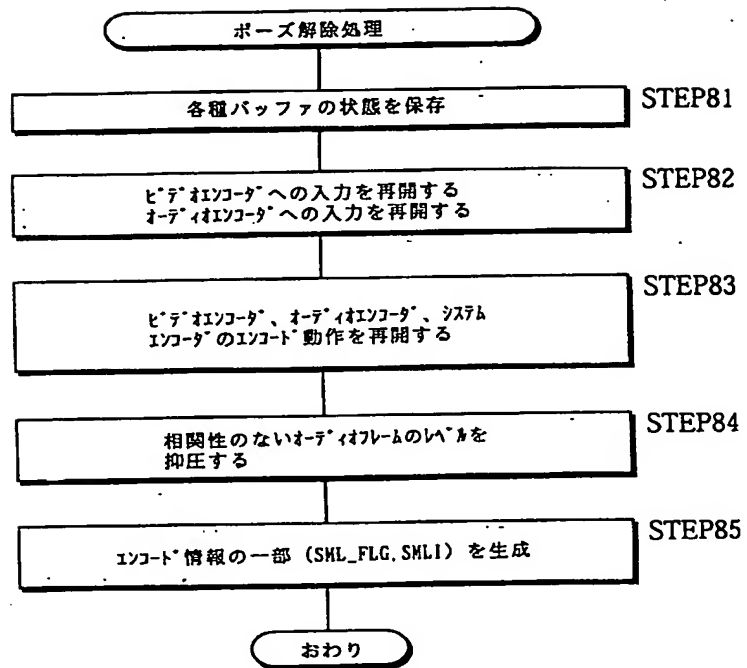 ポーズ解除処理
各種バッファの状態を保存
STEP81
ﾋﾞﾃﾞｵｴﾝｺｰﾀﾞへの入力を再開する
ｵｰﾃﾞｨｵｴﾝｺｰﾀﾞへの入力を再開する
STEP82
ﾋﾞﾃﾞｵｴﾝｺｰﾀﾞ、ｵｰﾃﾞｨｵｴﾝｺｰﾀﾞ、ｼｽﾃﾑ
ｴﾝｺｰﾀﾞのｴﾝｺｰﾄﾞ動作を再開する
STEP83
相関性のないｵｰﾃﾞｨｵﾌﾚｰﾑのﾚﾍﾞﾙを
抑圧する
STEP84
ｴﾝｺｰﾄﾞ情報の一部 (SML_FLG, SMLI) を生成
STEP85
おわり